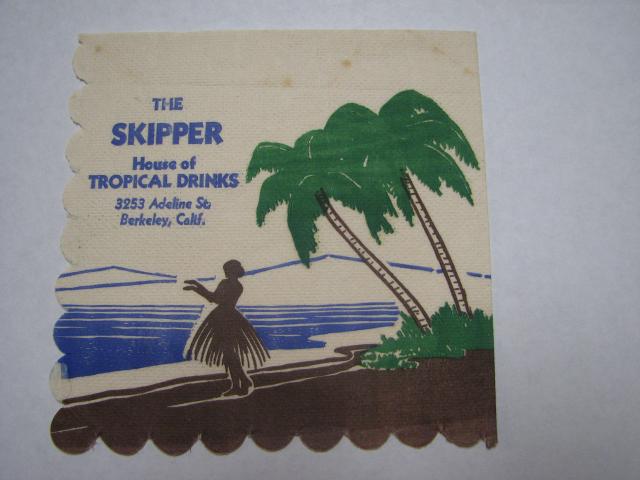 THE
SKIPPER
House of
TROPICAL DRINKS
3253 Adeline St.
Berkeley, Calif.